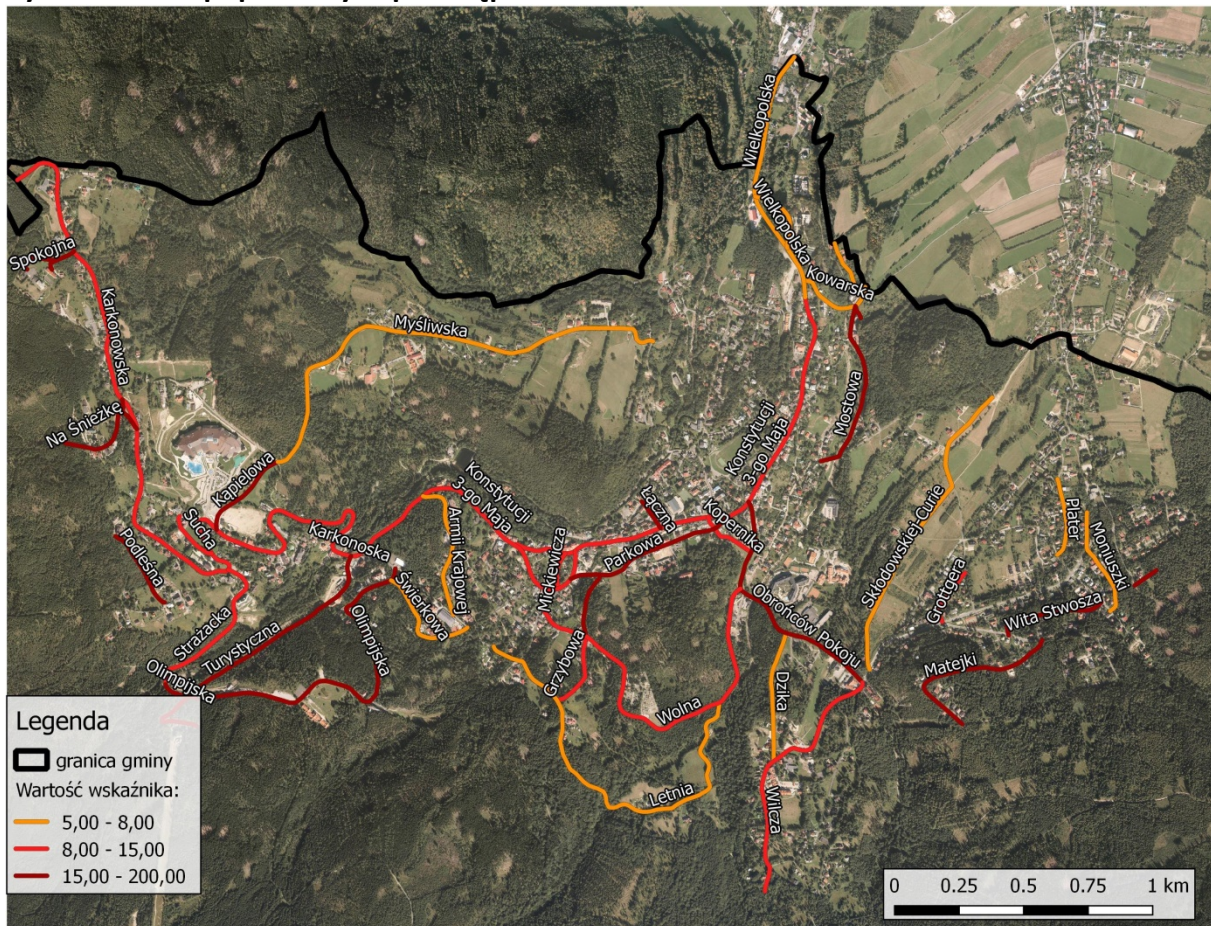 Wielkopolska
Wielkopolska
Kowarska
Spokojna
Karkonowska
Myśliwska
Na Śnieżkę
Kąpielowa
Konstytucji
3-go Maja
Mostowa
Konstytucji
3-go Maja
Łączna
Kopernika
Sucha
Karkonoska
Armii Krajowej
Mickiewicza
Parkowa
Skłodowskiej-Curie
Plater
Moniuszki
Podleśna
Świerkowa
Grottgera
Wita Stwosza
Obrońców Pokoju
Strażacka
Turystyczna
Olimpijska
Olimpijska
Grzybowa
Wolna
Dzika
Matejki
Letnia
Wilcza
Legenda
granica gminy
Wartość wskaźnika:
5,00 - 8,00
8,00 - 15,00
15,00 - 200,00
0 0.25 0.5 0.75 1 km